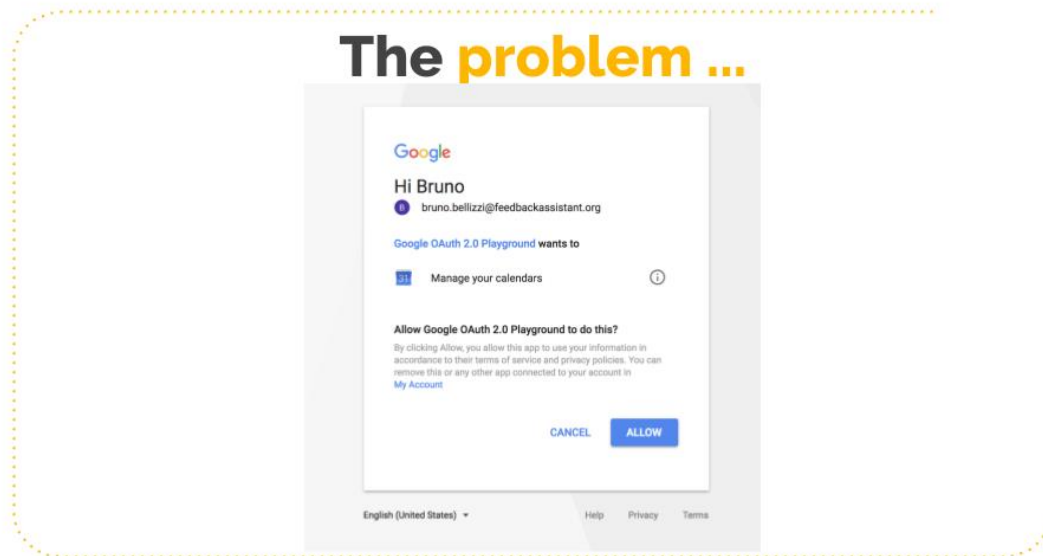 The problem ...
Google
Hi Bruno
B bruno.bellizzi@feedbackassistant.org
Google OAuth 2.0 Playground wants to
31 Manage your calendars
Allow Google OAuth 2.0 Playground to do this?
By clicking Allow, you allow this app to use your information in
accordance to their terms of service and privacy policies. You can
remove this or any other app connected to your account in
My Account
CANCEL ALLOW
English (United States) Help Privacy Terms